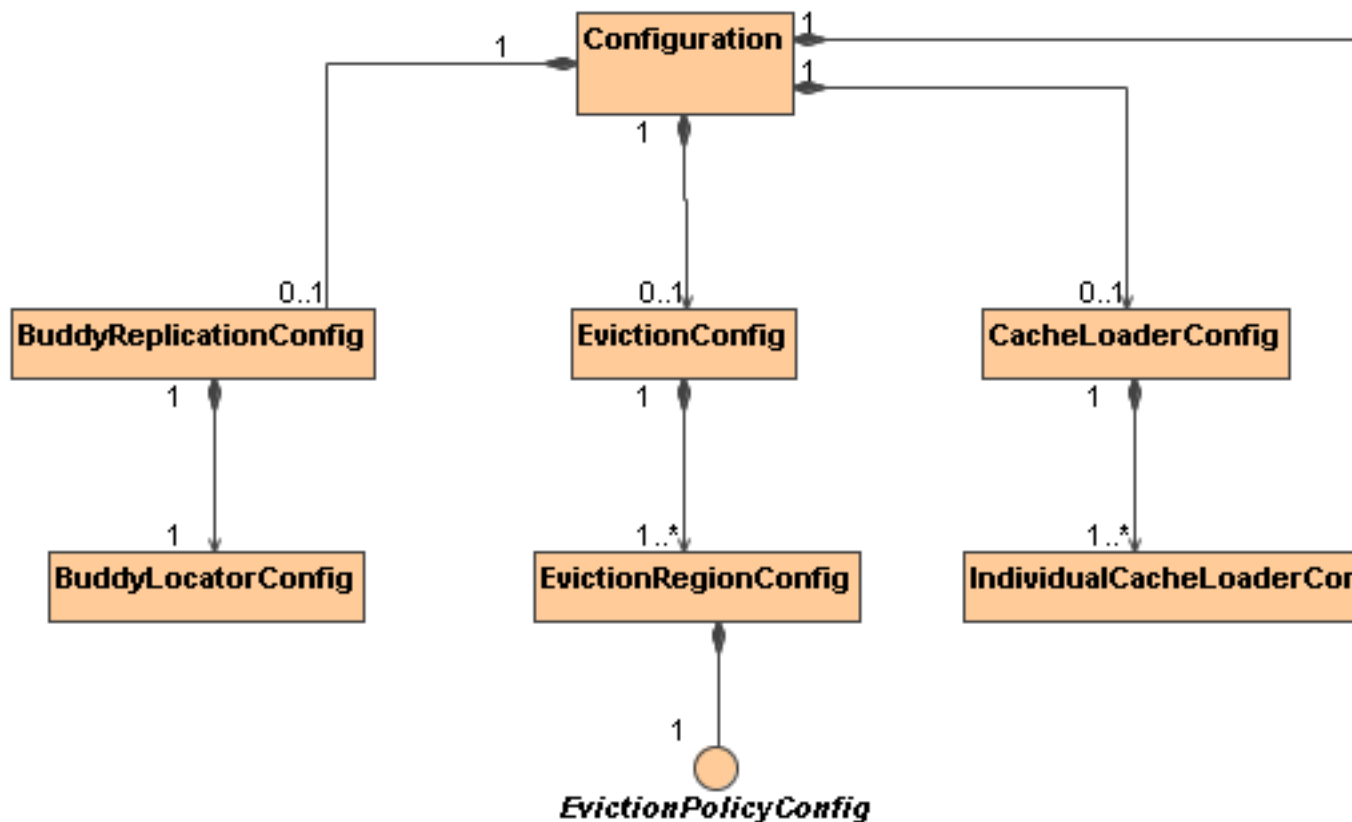 Configuration
1
1
1
1
0..1
0..1
0..1
BuddyReplicationConfig
EvictionConfig
CacheLoaderConfig
1
1
1
1
1..*
1..*
BuddyLocatorConfig
EvictionRegionConfig
IndividualCacheLoaderCon
1
EvictionPolicyConfig